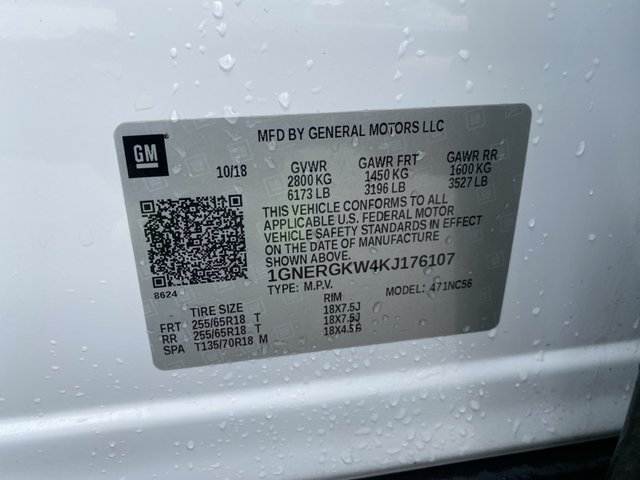 MFD BY GENERAL MOTORS LLC
GM
10/18
GVWR GAWR FRT GAWR RR
2800 KG 1450 KG 1600 KG
6173 LB 3196 LB 3527 LB
THIS VEHICLE CONFORMS TO ALL
APPLICABLE U.S. FEDERAL MOTOR
VEHICLE SAFETY STANDARDS IN EFFECT
ON THE DATE OF MANUFACTURE
SHOWN ABOVE.
1GNERGKW4KJ176107
8624
TYPE: M.P.V. MODEL: 471NC56
TIRE SIZE RIM
FRT 255/65R18 T 18X7.5J
RR 255/65R18 T 18X7.5J
SPA T135/70R18 M 18X4.5B